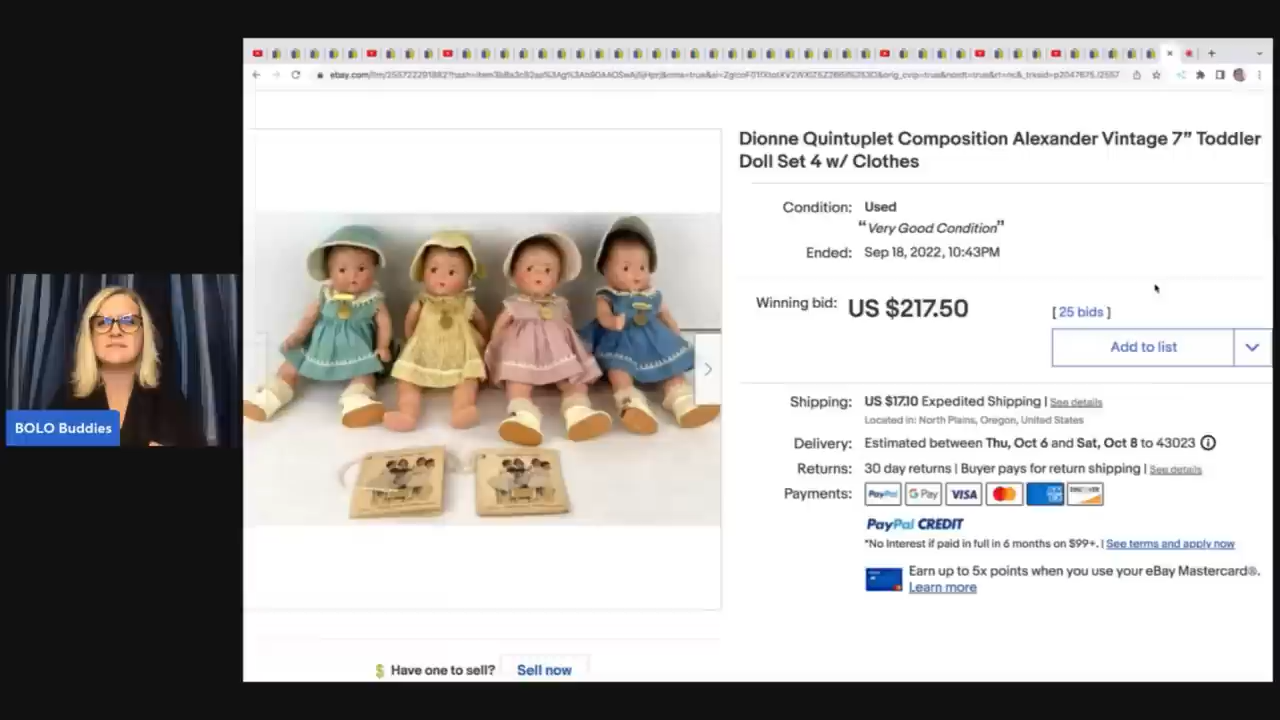 Dionne Quintuplet Composition Alexander Vintage 7” Toddler
Doll Set 4 w/ Clothes
Condition: Used
“Very Good Condition”
Ended: Sep 18, 2022, 10:43PM
Winning bid: US $217.50 [ 25 bids ]
Add to list
Shipping: US $17.10 Expedited Shipping | See details
Located in: North Plains, Oregon, United States
Delivery: Estimated between Thu, Oct 6 and Sat, Oct 8 to 43023
Returns: 30 day returns | Buyer pays for return shipping | See details
Payments: PayPal G Pay VISA
PayPal CREDIT
*No Interest if paid in full in 6 months on $99+. | See terms and apply now
Earn up to 5x points when you use your eBay Mastercard®.
Learn more
Have one to sell? Sell now
BOLO Buddies